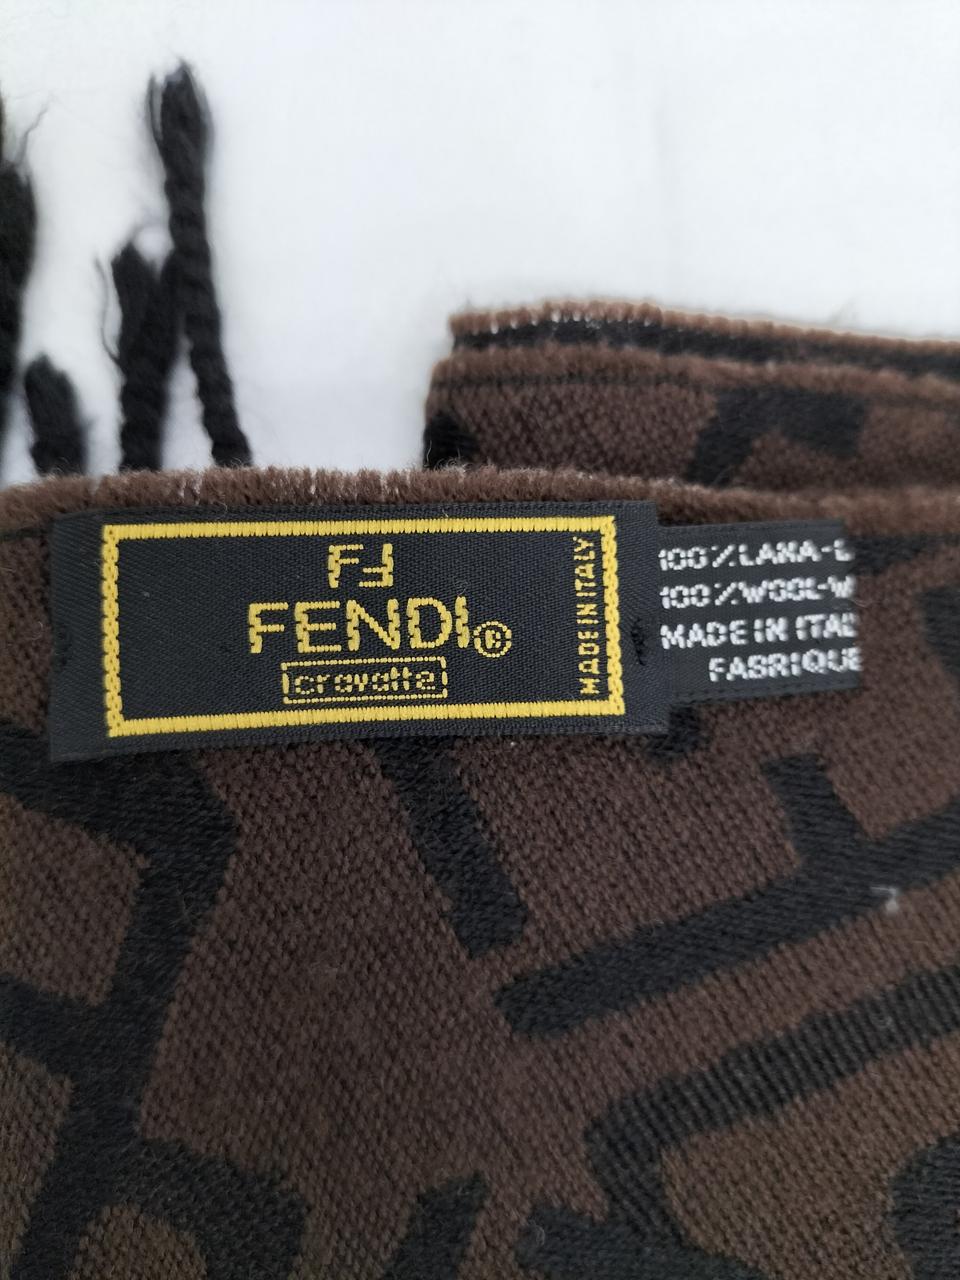 FF
FENDI®
cravatte
MADE IN ITALY
100%LANA-
100%WOOL-W
MADE IN ITAL
FABRIQUE